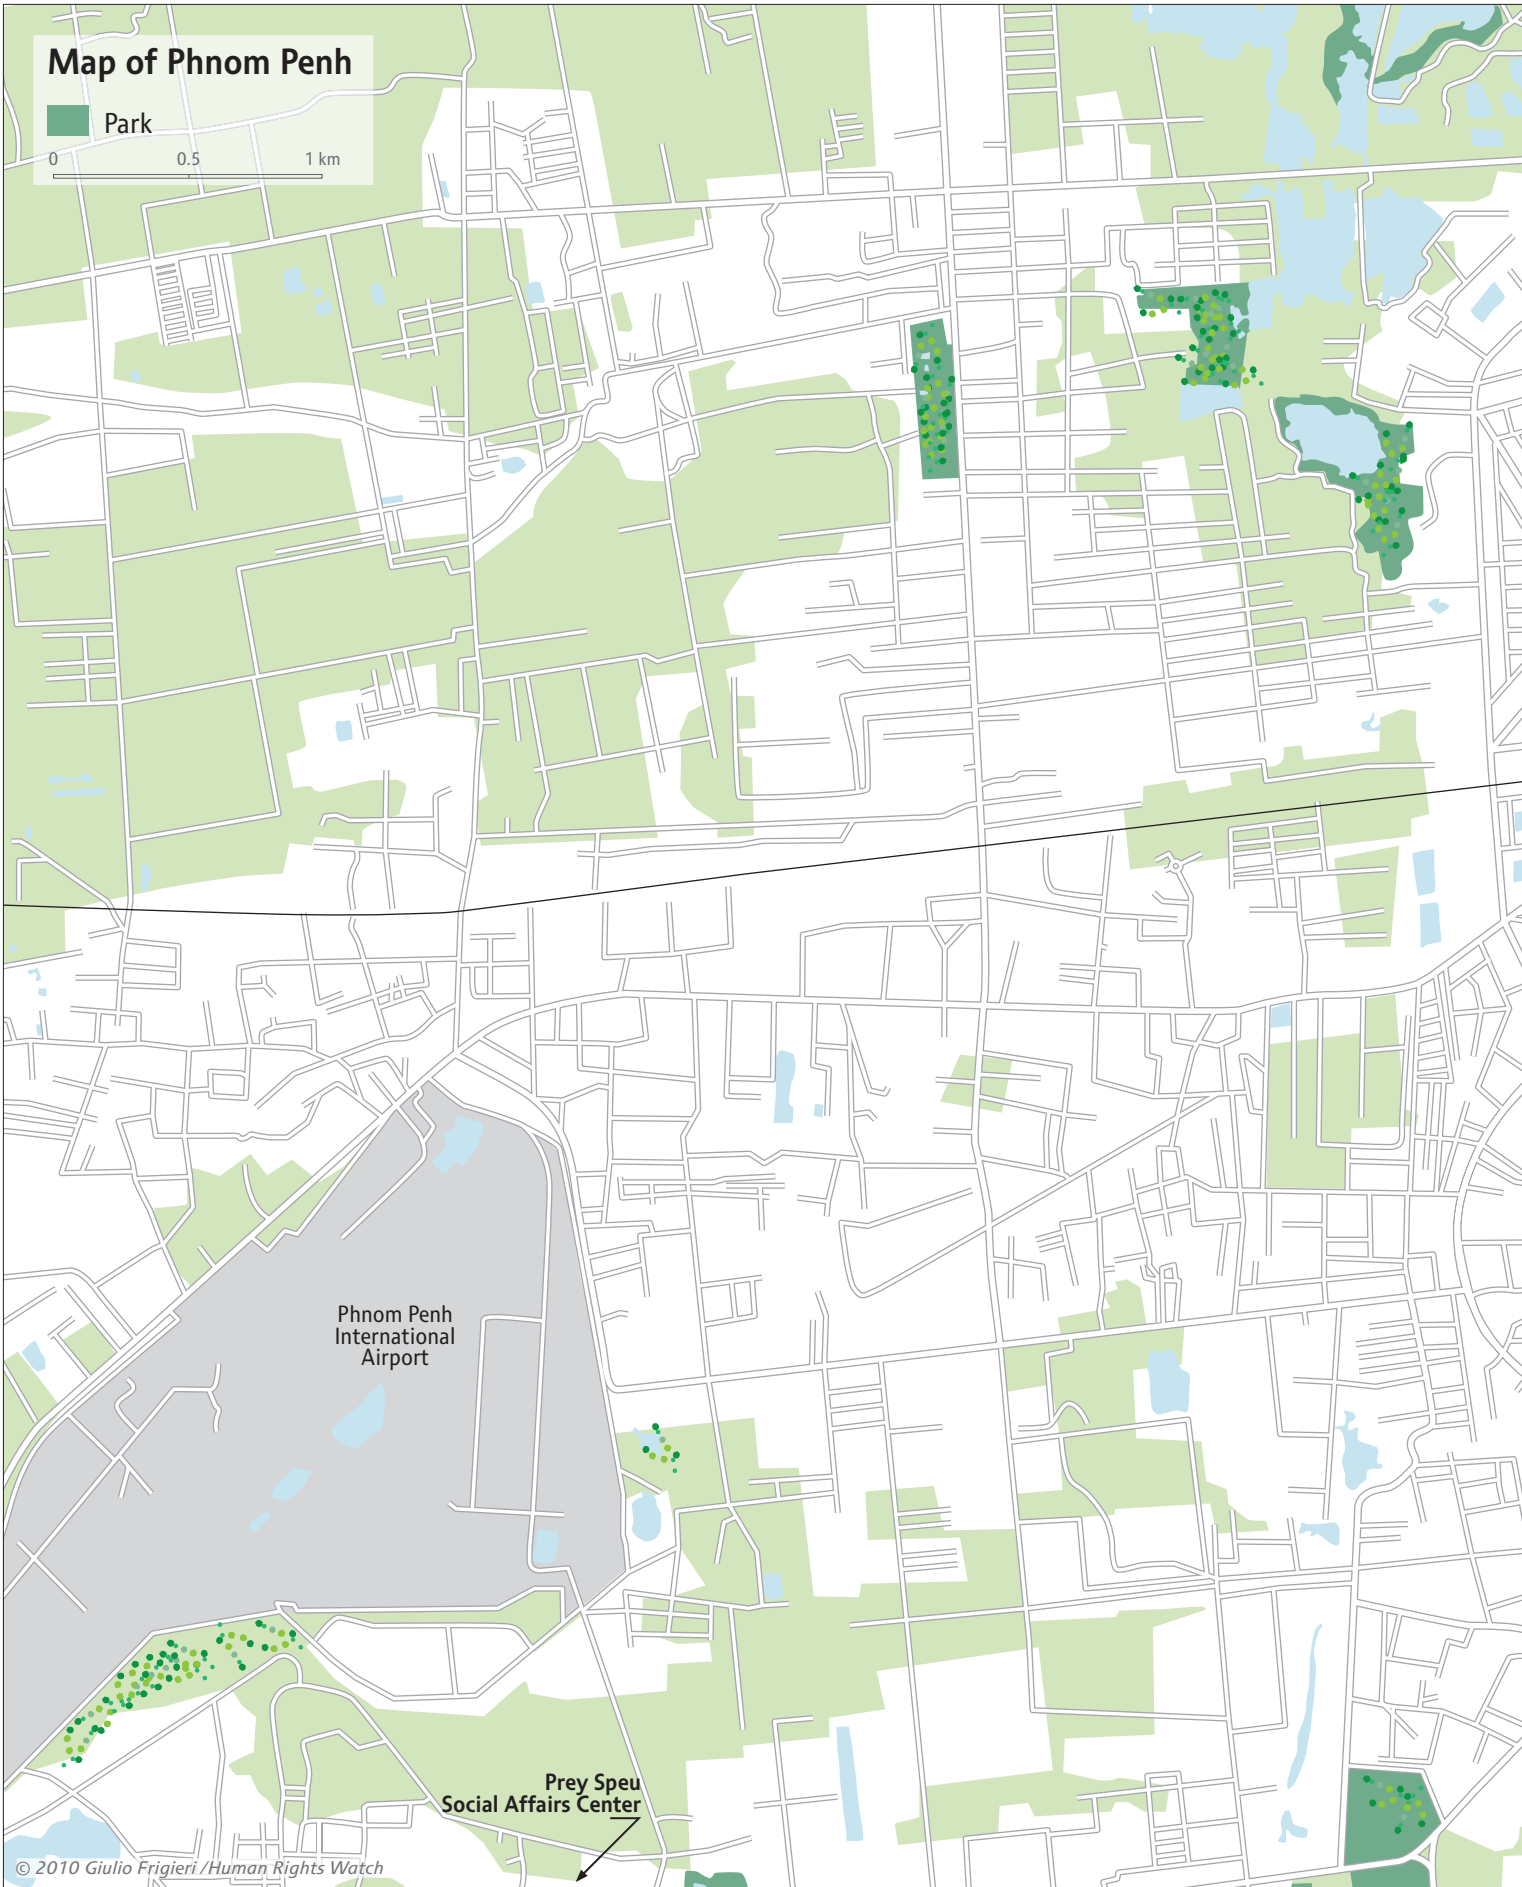 Map of Phnom Penh
Park
0 0.5 1 km
Phnom Penh
International
Airport
Prey Speu
Social Affairs Center
© 2010 Giulio Frigieri /Human Rights Watch